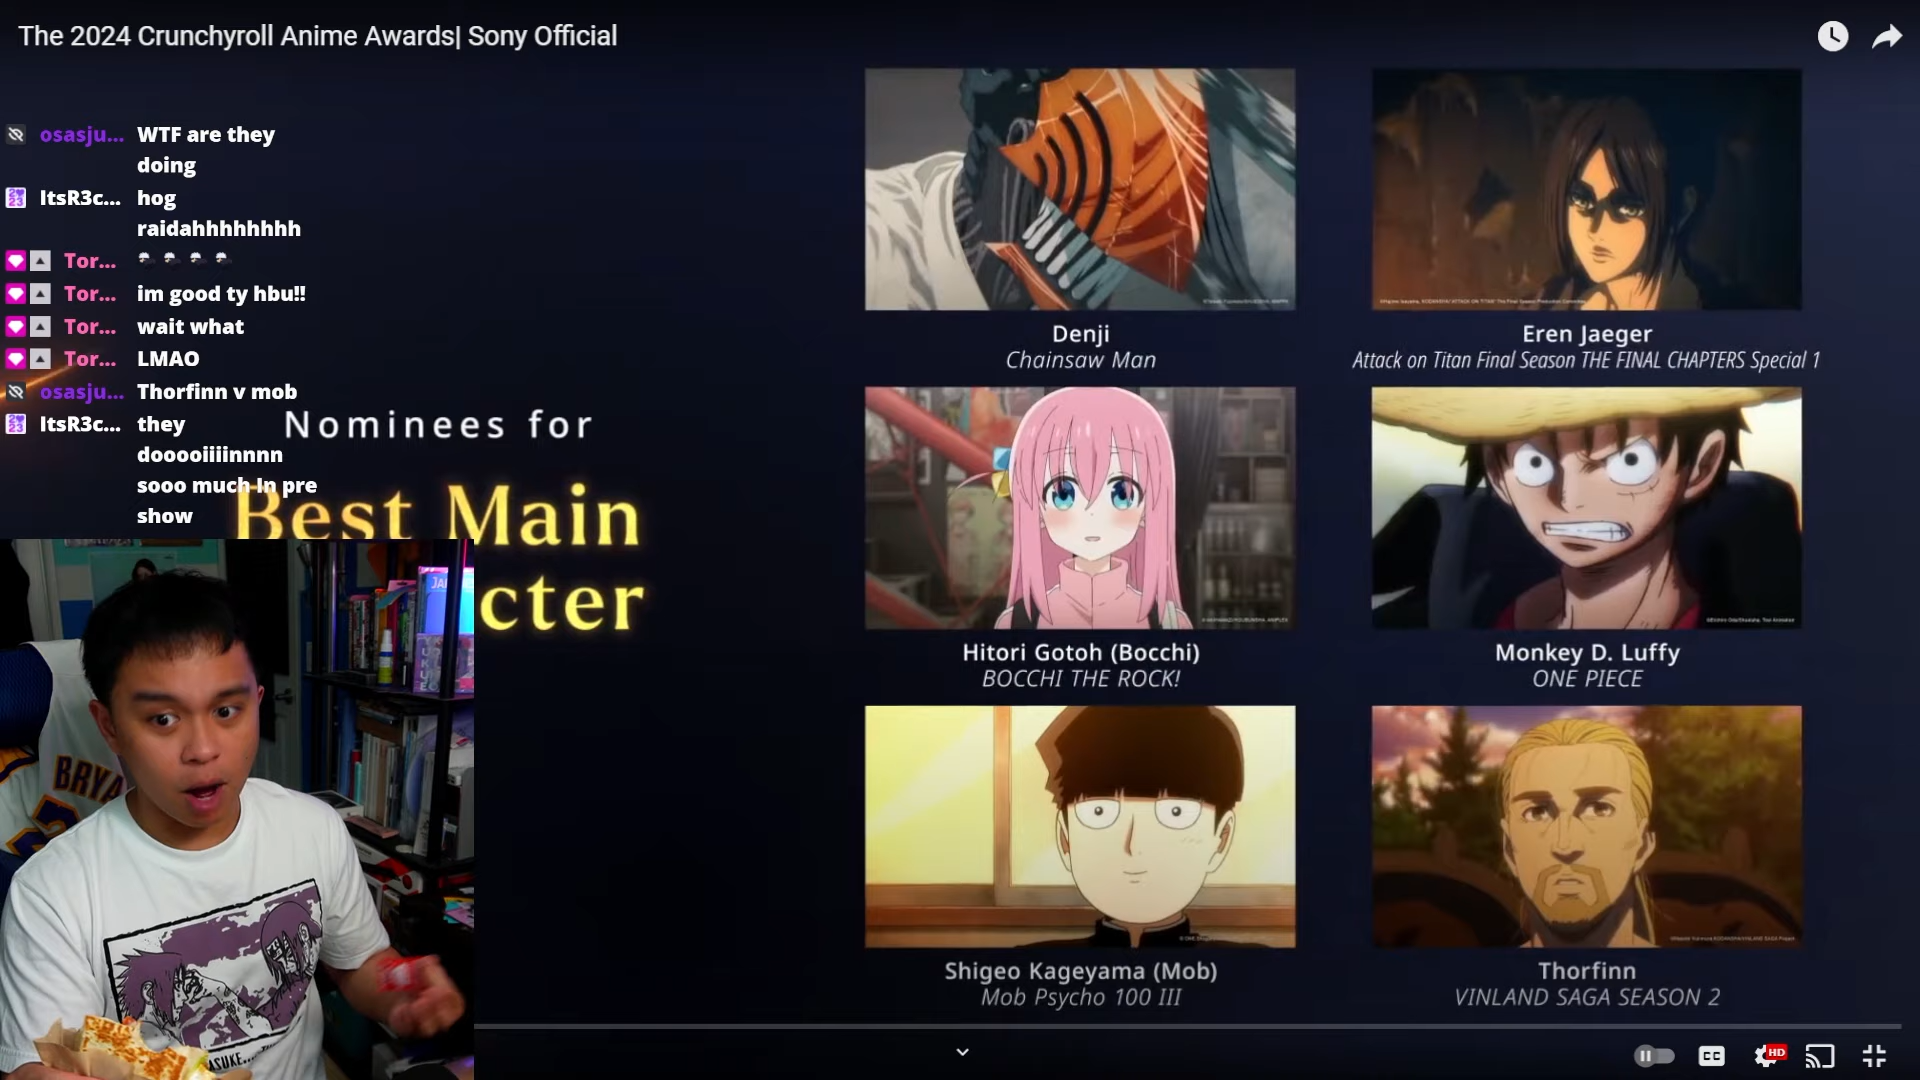 The 2024 Crunchyroll Anime Awards| Sony Official
osasju... WTF are they
doing
ItsR3c... hog
raidahhhhhhhh
Tor...
Tor... im good ty hbu!!
Tor... wait what
Tor... LMAO
osasju... Thorfinn v mob
ItsR3c... they
dooooiiiinnnn
sooo much In pre
show
Nominees for
Best Main
cter
Denji
Chainsaw Man
Eren Jaeger
Attack on Titan Final Season THE FINAL CHAPTERS Special 1
Hitori Gotoh (Bocchi)
BOCCHI THE ROCK!
Monkey D. Luffy
ONE PIECE
Shigeo Kageyama (Mob)
Mob Psycho 100 III
Thorfinn
VINLAND SAGA SEASON 2
BRYA
2
ASUKE...
CC
HD